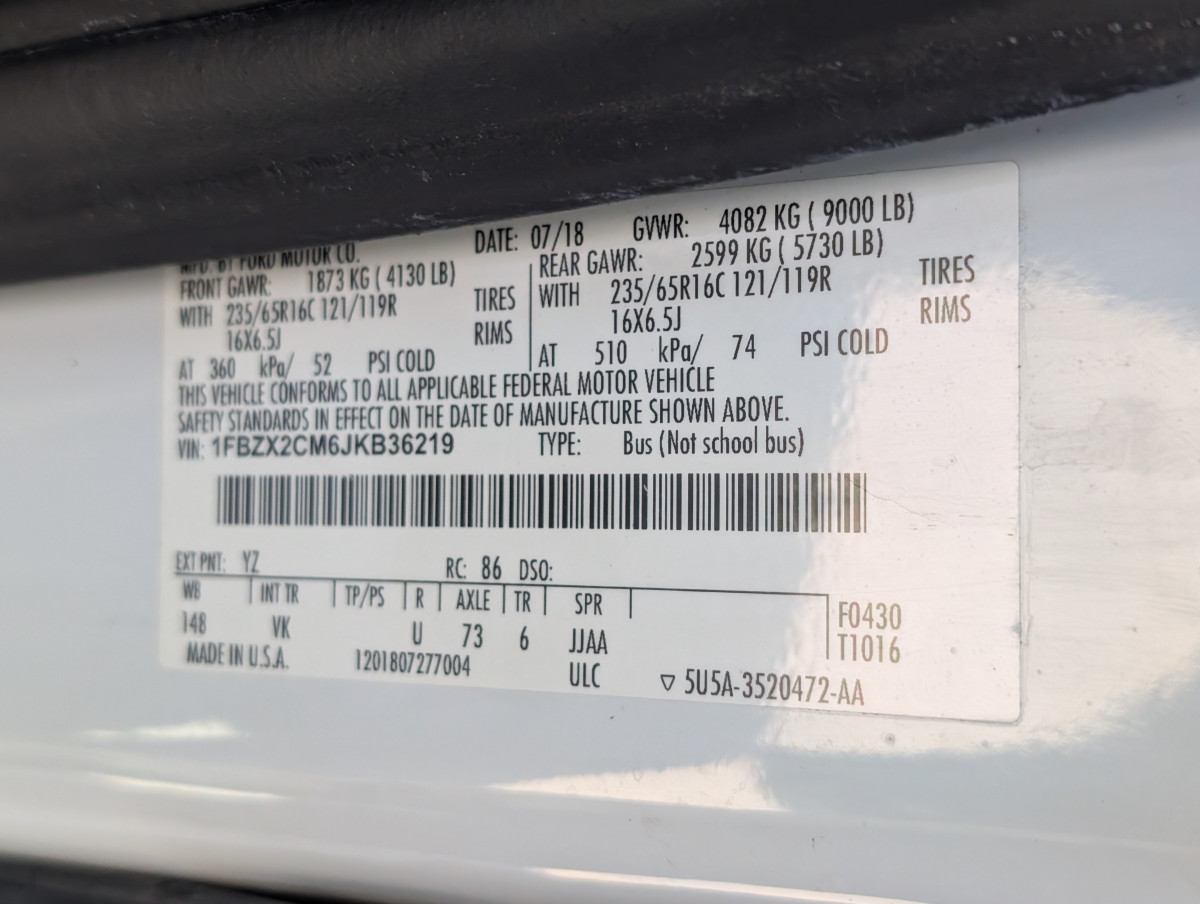 MFD. BY FORD MOTOR CO. DATE: 07/18 GVWR: 4082 KG ( 9000 LB)
FRONT GAWR: 1873 KG ( 4130 LB) REAR GAWR: 2599 KG ( 5730 LB)
WITH 235/65R16C 121/119R TIRES WITH 235/65R16C 121/119R TIRES
16X6.5J RIMS 16X6.5J RIMS
AT 360 kPa/ 52 PSI COLD AT 510 kPa/ 74 PSI COLD
THIS VEHICLE CONFORMS TO ALL APPLICABLE FEDERAL MOTOR VEHICLE
SAFETY STANDARDS IN EFFECT ON THE DATE OF MANUFACTURE SHOWN ABOVE.
VIN: 1FBZX2CM6JKB36219 TYPE: Bus (Not school bus)
EXT PNT: YZ RC: 86 DSO:
WB INT TR TP/PS R AXLE TR SPR F0430
148 VK U 73 6 JJAA T1016
MADE IN U.S.A. 1201807277004 ULC ▽ 5U5A-3520472-AA